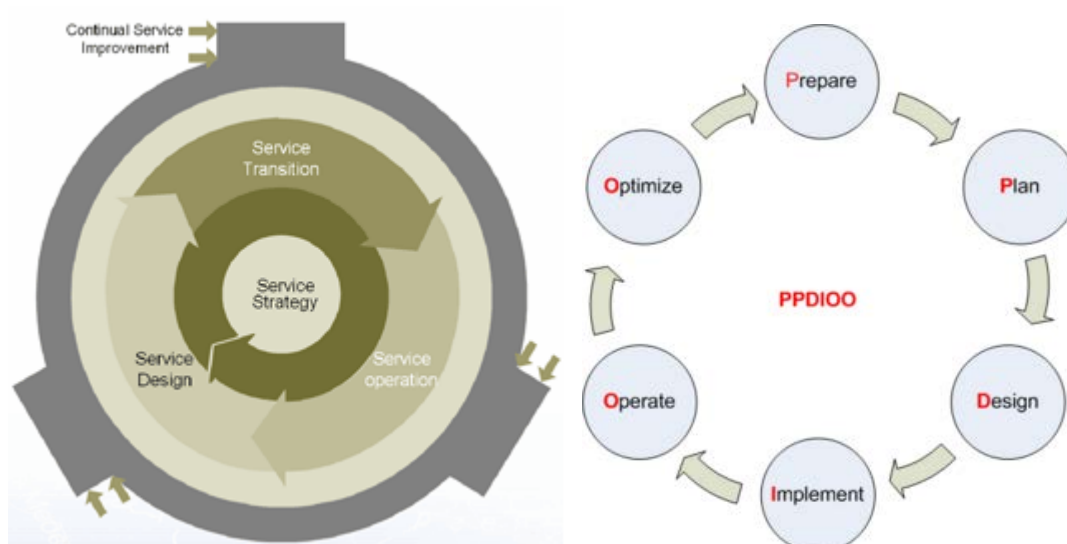 Continual Service
Improvement
Service
Transition
Service
Strategy
Service
Design
Service
operation
Prepare
Plan
Design
Implement
Operate
Optimize
PPDIOO